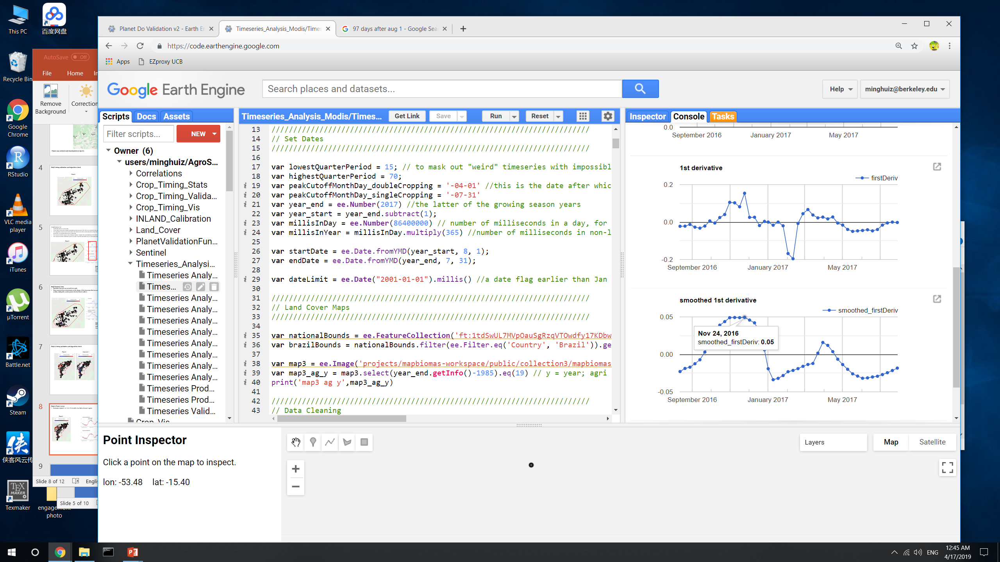 This PC
百度网盘
Recycle Bin
Google Chrome
RStudio
VLC media player
iTunes
µTorrent
Battle.net
Steam
侠客风云传
Texmaker
engagement photo
AutoSave Off
File Home
Remove Background
Correction
4
5
6
7
8
9
Slide 8 of 12
Slide 5 of 10
Planet Do Validation v2 - Earth En
Timeseries_Analysis_Modis/Times
97 days after aug 1 - Google Sea
https://code.earthengine.google.com
Apps
EZproxy UCB
Google Earth Engine
Search places and datasets...
Help
minghuiz@berkeley.edu
Scripts Docs Assets
Filter scripts...
NEW
Owner (6)
users/minghuiz/AgroS...
Correlations
Crop_Timing_Stats
Crop_Timing_Valida...
Crop_Timing_Vis
INLAND_Calibration
Land_Cover
PlanetValidationFun...
Sentinel
Timeseries_Analysi...
Timeseries Analy...
Times...
Timeseries Analy...
Timeseries Analy...
Timeseries Analy...
Timeseries Analy...
Timeseries Analy...
Timeseries Analy...
Timeseries Analy...
Timeseries Analy...
Timeseries Prod...
Timeseries Prod...
Timeseries Valid...
Crop_Vis
Timeseries_Analysis_Modis/Times...
Get Link
Save
Run
Reset
13 /////////////////////////////////////////////////////////////////////////
14 // Set Dates
15 /////////////////////////////////////////////////////////////////////////
16
17 var lowestQuarterPeriod = 15; // to mask out "weird" timeseries with impossibl
18 var highestQuarterPeriod = 70;
19 var peakCutoffMonthDay_doubleCropping = '-04-01' //this is the date after whic
20 var peakCutoffMonthDay_singleCropping = '-07-31'
21 var year_end = ee.Number(2017) //the latter of the growing season years
22 var year_start = year_end.subtract(1);
23 var millisInDay = ee.Number(86400000) // number of milliseconds in a day, for
24 var millisInYear = millisInDay.multiply(365) //number of milliseconds in non-l
25
26 var startDate = ee.Date.fromYMD(year_start, 8, 1);
27 var endDate = ee.Date.fromYMD(year_end, 7, 31);
28
29 var dateLimit = ee.Date("2001-01-01").millis() //a date flag earlier than Jan
30
31 /////////////////////////////////////////////////////////////////////////
32 // Land Cover Maps
33 /////////////////////////////////////////////////////////////////////////
34
35 var nationalBounds = ee.FeatureCollection('ft:1tdSwUL7MVpOauSgRzqVTOwdfy17KDbw
36 var brazilBounds = nationalBounds.filter(ee.Filter.eq('Country', 'Brazil')).ge
37
38 var map3 = ee.Image('projects/mapbiomas-workspace/public/collection3/mapbiomas
39 var map3_ag_y = map3.select(year_end.getInfo()-1985).eq(19) // y = year; agri
40 print('map3 ag y',map3_ag_y)
41
42 /////////////////////////////////////////////////////////////////////////
43 // Data Cleaning
Inspector Console Tasks
0.0
September 2016 January 2017 May 2017
1st derivative
firstDeriv
0.2
0.0
-0.2
September 2016 January 2017 May 2017
smoothed 1st derivative
smoothed_firstDeriv
0.05
Nov 24, 2016
smoothed_firstDeriv: 0.05
0.00
-0.05
September 2016 January 2017 May 2017
Point Inspector
Click a point on the map to inspect.
lon: -53.48 lat: -15.40
Layers
Map
Satellite
ENG
12:45 AM
4/17/2019